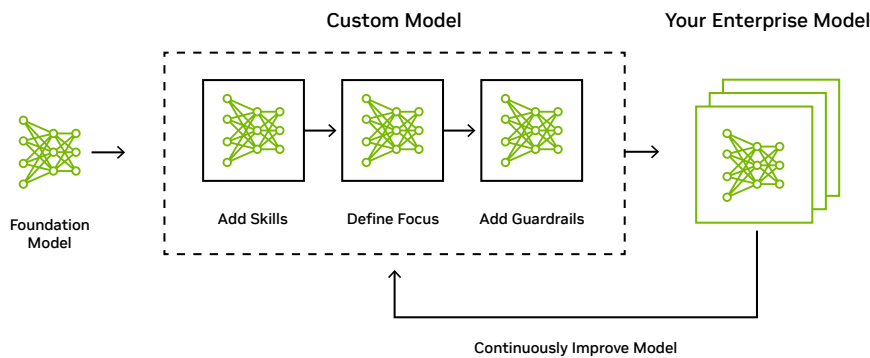 Custom Model
Your Enterprise Model
Add Skills
Define Focus
Add Guardrails
Foundation
Model
Continuously Improve Model